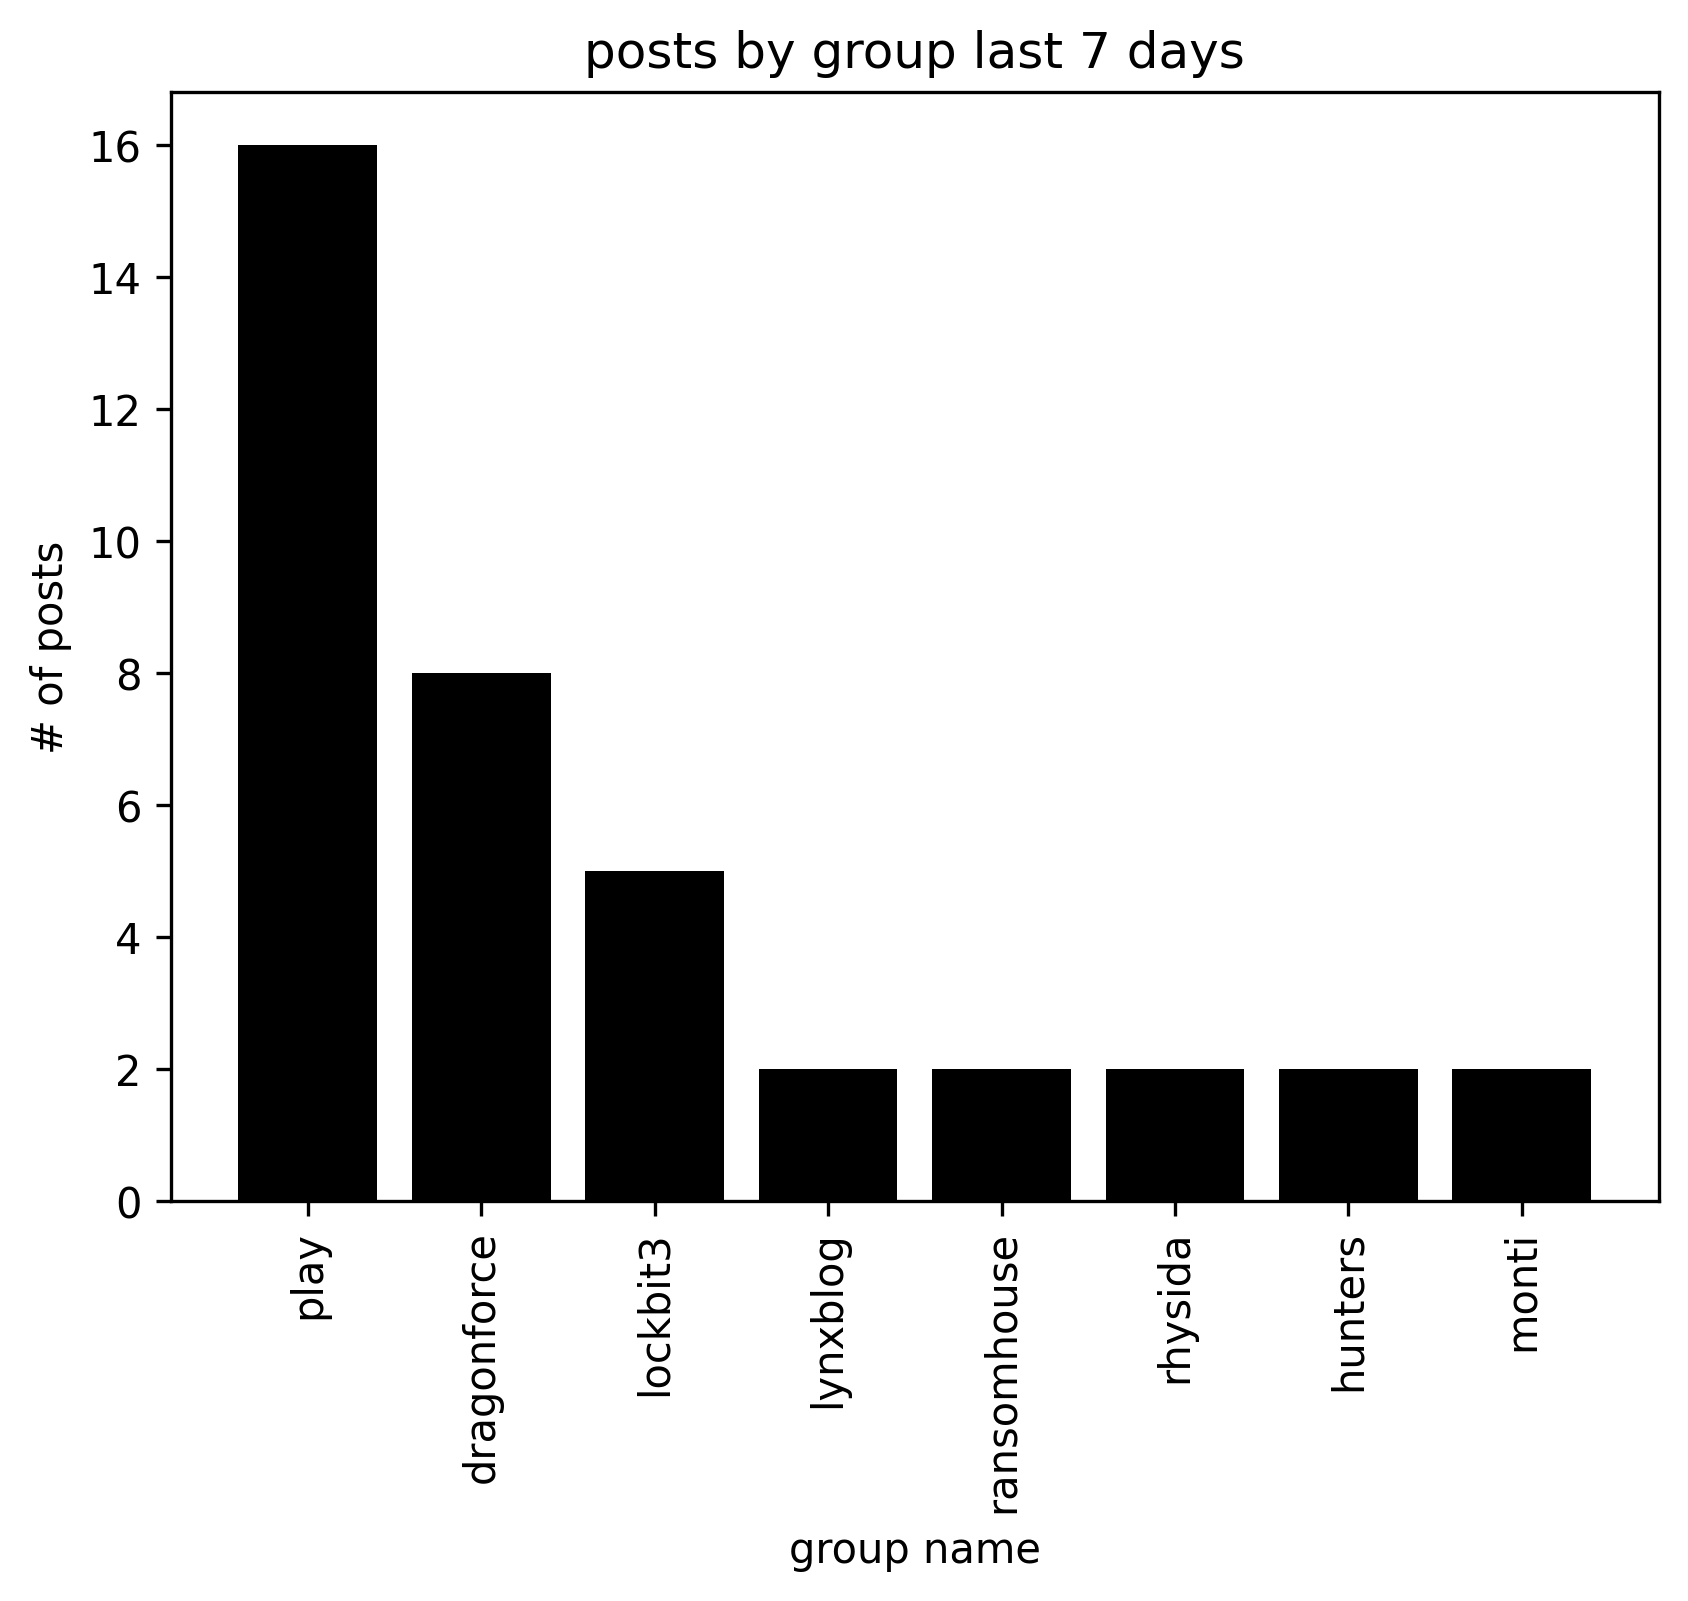 posts by group last 7 days
16
14
12
10
8
6
4
2
0
# of posts
play
dragonforce
lockbit3
lynxblog
ransomhouse
rhysida
hunters
monti
group name